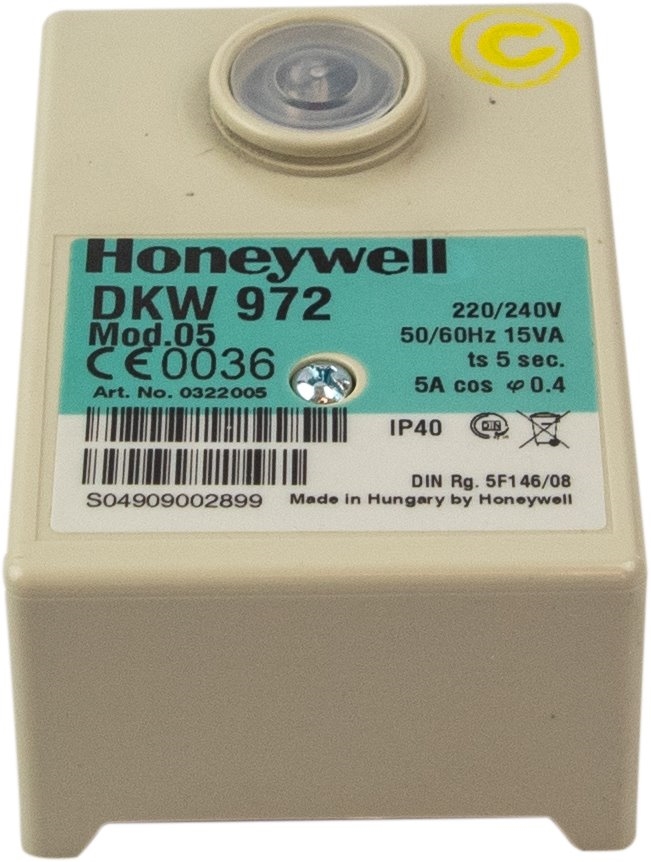 C
Honeywell
DKW 972
Mod.05
CE0036
Art. No. 0322005
220/240V
50/60Hz 15VA
ts 5 sec.
5A cos φ 0.4
IP40
DIN
DIN Rg. 5F146/08
S04909002899
Made in Hungary by Honeywell